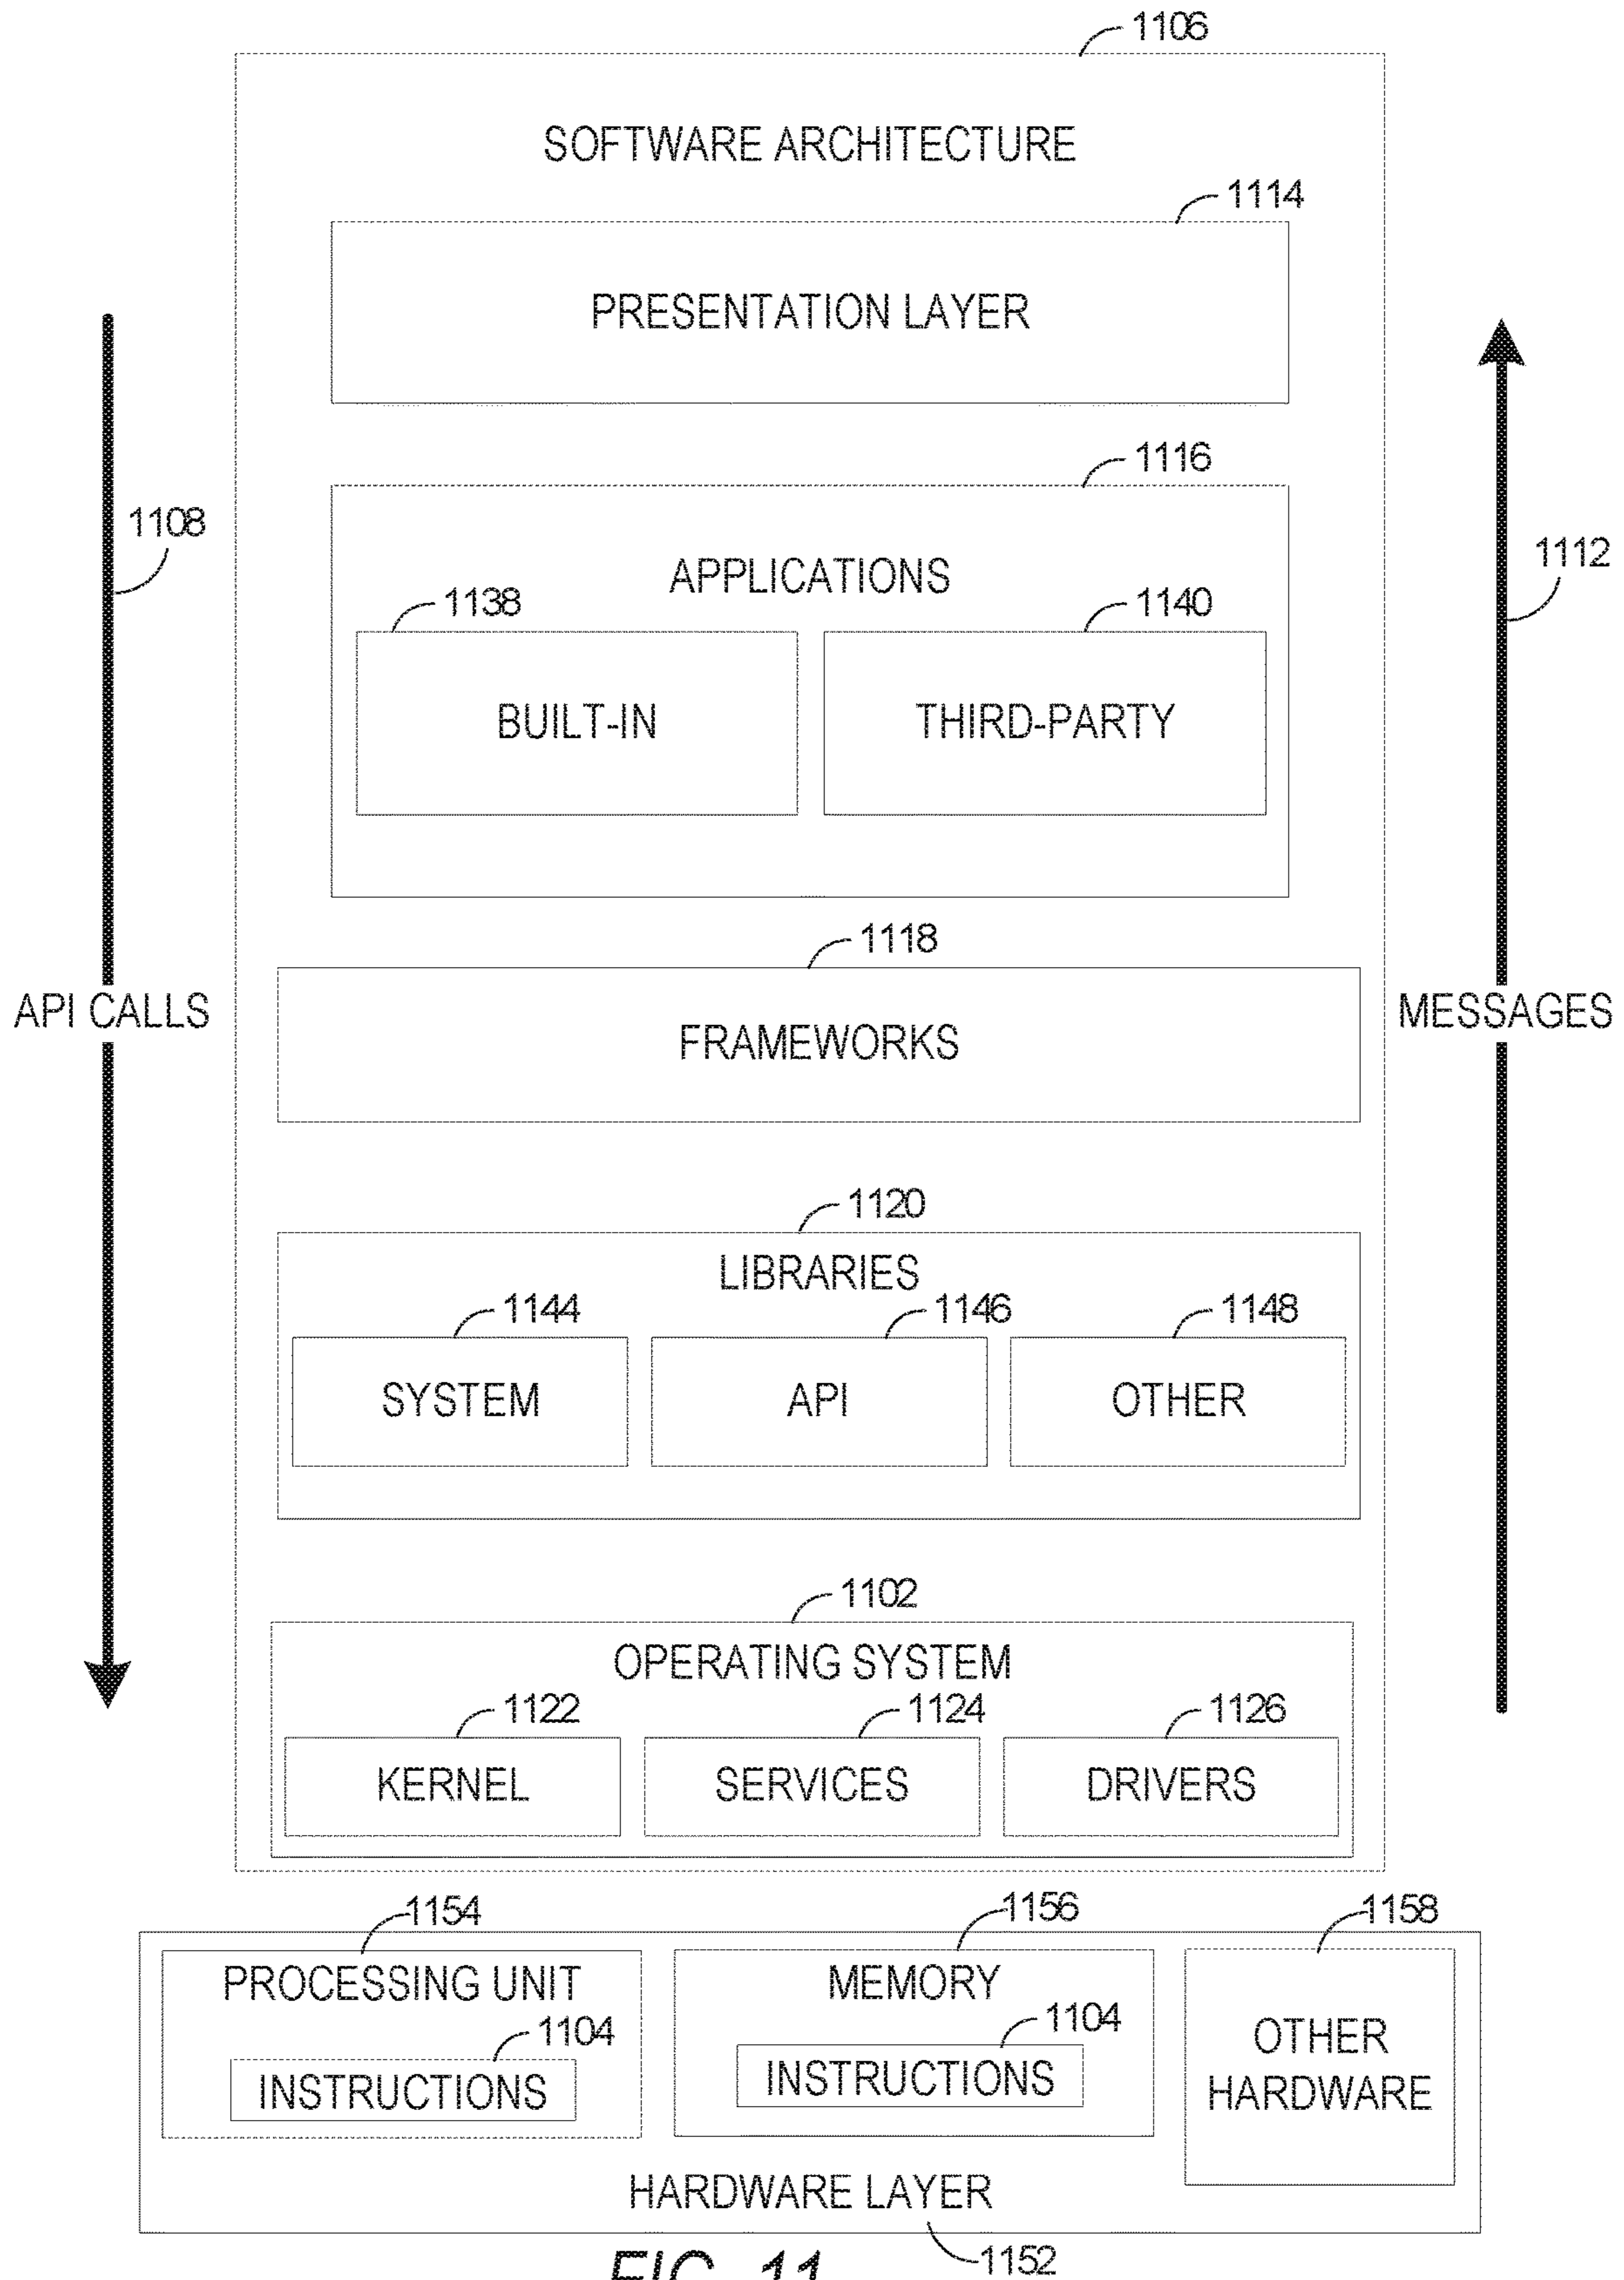 1106
SOFTWARE ARCHITECTURE
1114
PRESENTATION LAYER
1116
1108
APPLICATIONS
1112
1138
1140
BUILT-IN
THIRD-PARTY
1118
API CALLS
FRAMEWORKS
MESSAGES
1120
LIBRARIES
1144
1146
1148
SYSTEM
API
OTHER
1102
OPERATING SYSTEM
1122
1124
1126
KERNEL
SERVICES
DRIVERS
1154
1156
1158
PROCESSING UNIT
MEMORY
1104
1104
OTHER
HARDWARE
INSTRUCTIONS
INSTRUCTIONS
HARDWARE LAYER
1152
FIG. 11